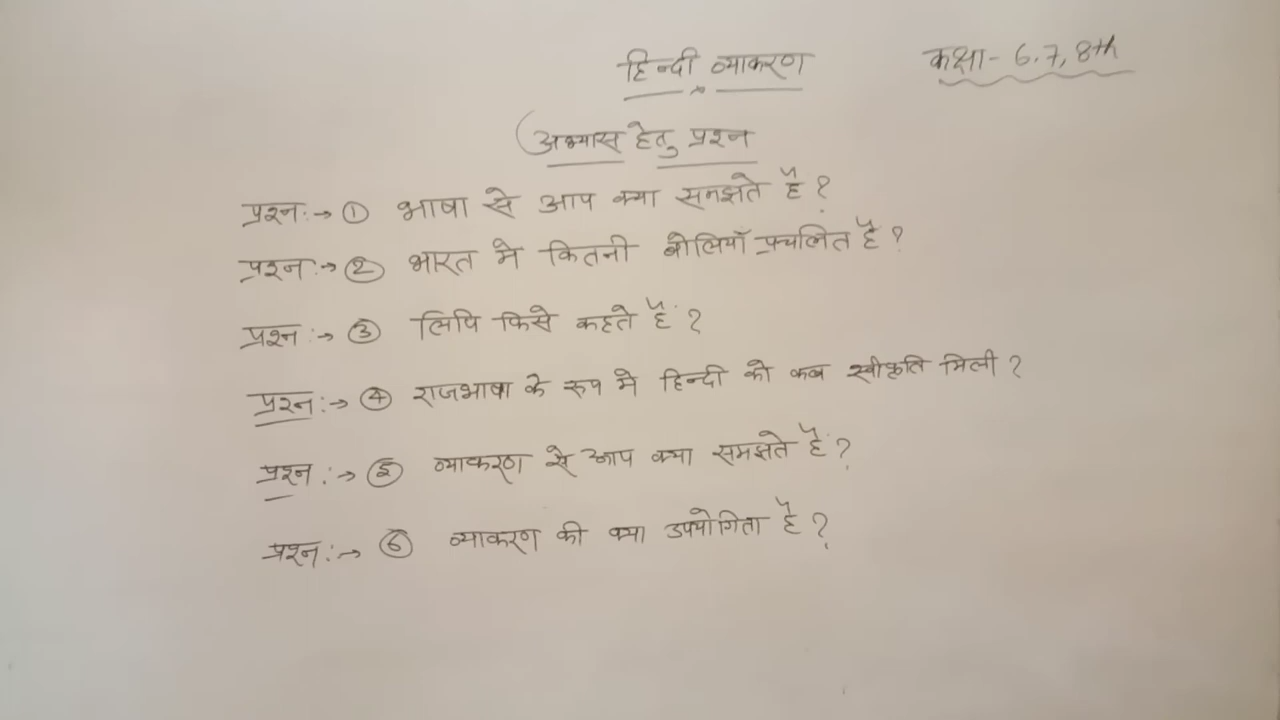 हिन्दी व्याकरण कक्षा - 6.7, 8th
(अभ्यास हेतु प्रश्न
प्रश्न :→ ① भाषा से आप क्या समझते है ?
प्रश्न :→ ② भारत मे कितनी बोलियाँ प्रचलित है ?
प्रश्न :→ ③ लिपि किसे कहते हैं ?
प्रश्न :→ ④ राजभाषा के रूप मे हिन्दी को कब स्वीकृति मिली ?
प्रश्न :→ ⑤ व्याकरण से आप क्या समझते हैं ?
प्रश्न :→ ⑥ व्याकरण की क्या उपयोगिता है ?